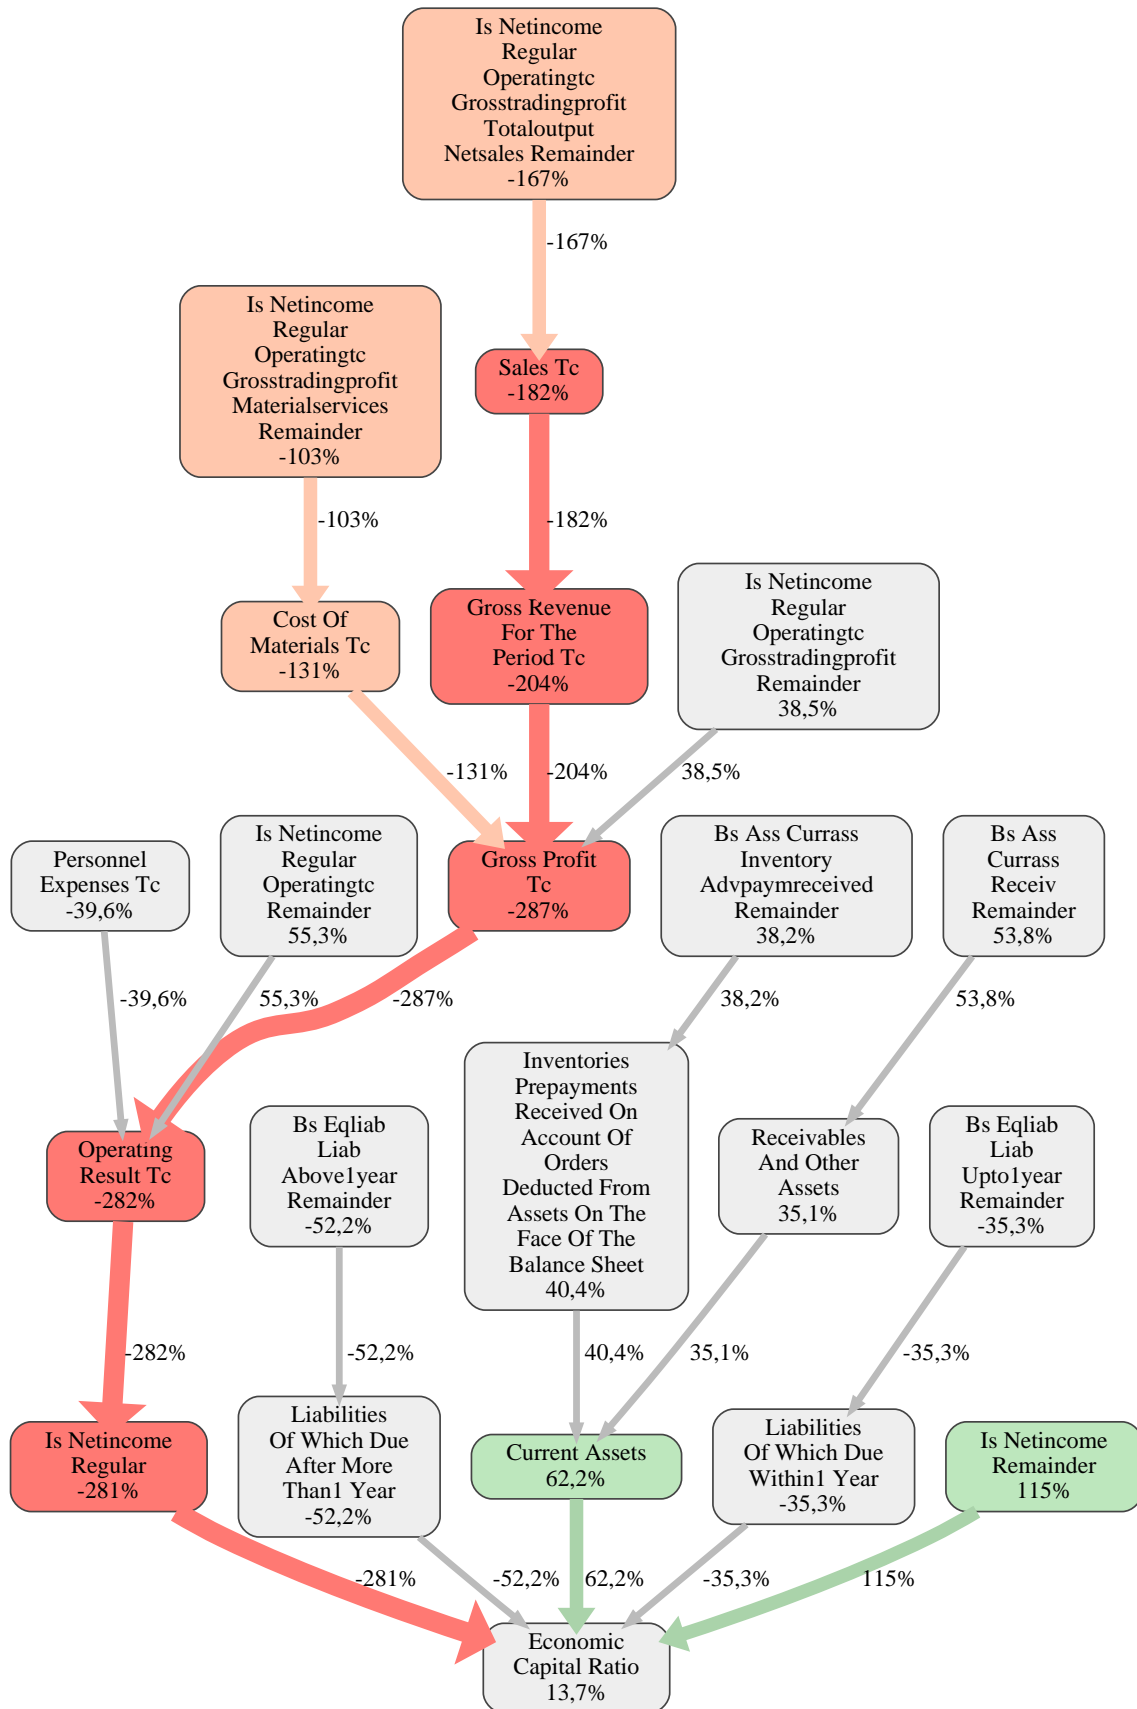 Is Netincome
Regular
Operatingtc
Grosstradingprofit
Totaloutput
Netsales Remainder
-167%
-167%
Is Netincome
Regular
Operatingtc
Grosstradingprofit
Materialservices
Remainder
-103%
Sales Tc
-182%
-103%
-182%
Cost Of
Materials Tc
-131%
Gross Revenue
For The
Period Tc
-204%
Is Netincome
Regular
Operatingtc
Grosstradingprofit
Remainder
38,5%
-131%
-204%
38,5%
Personnel
Expenses Tc
-39,6%
Is Netincome
Regular
Operatingtc
Remainder
55,3%
Gross Profit
Tc
-287%
Bs Ass Currass
Inventory
Advpaymreceived
Remainder
38,2%
Bs Ass
Currass
Receiv
Remainder
53,8%
-39,6%
55,3%
-287%
38,2%
53,8%
Operating
Result Tc
-282%
Bs Eqliab
Liab
Above1year
Remainder
-52,2%
Inventories
Prepayments
Received On
Account Of
Orders
Deducted From
Assets On The
Face Of The
Balance Sheet
40,4%
Receivables
And Other
Assets
35,1%
Bs Eqliab
Liab
Upto1year
Remainder
-35,3%
-282%
-52,2%
40,4%
35,1%
-35,3%
Is Netincome
Regular
-281%
Liabilities
Of Which Due
After More
Than1 Year
-52,2%
Current Assets
62,2%
Liabilities
Of Which Due
Within1 Year
-35,3%
Is Netincome
Remainder
115%
-281%
-52,2%
62,2%
-35,3%
115%
Economic
Capital Ratio
13,7%